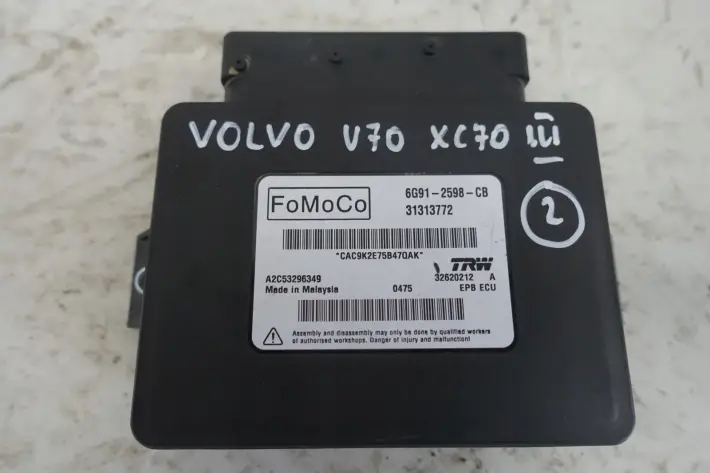 VOLVO V70 XC70 III
2
FoMoCo
6G91-2598-CB
31313772
*CAC9K2E75B47QAK*
TRW
A2C53296349
32620212 A
Made in Malaysia
0475
EPB ECU
Assembly and disassembly may only be done by qualified workers
of authorised workshops. Danger of injury and malfunction!